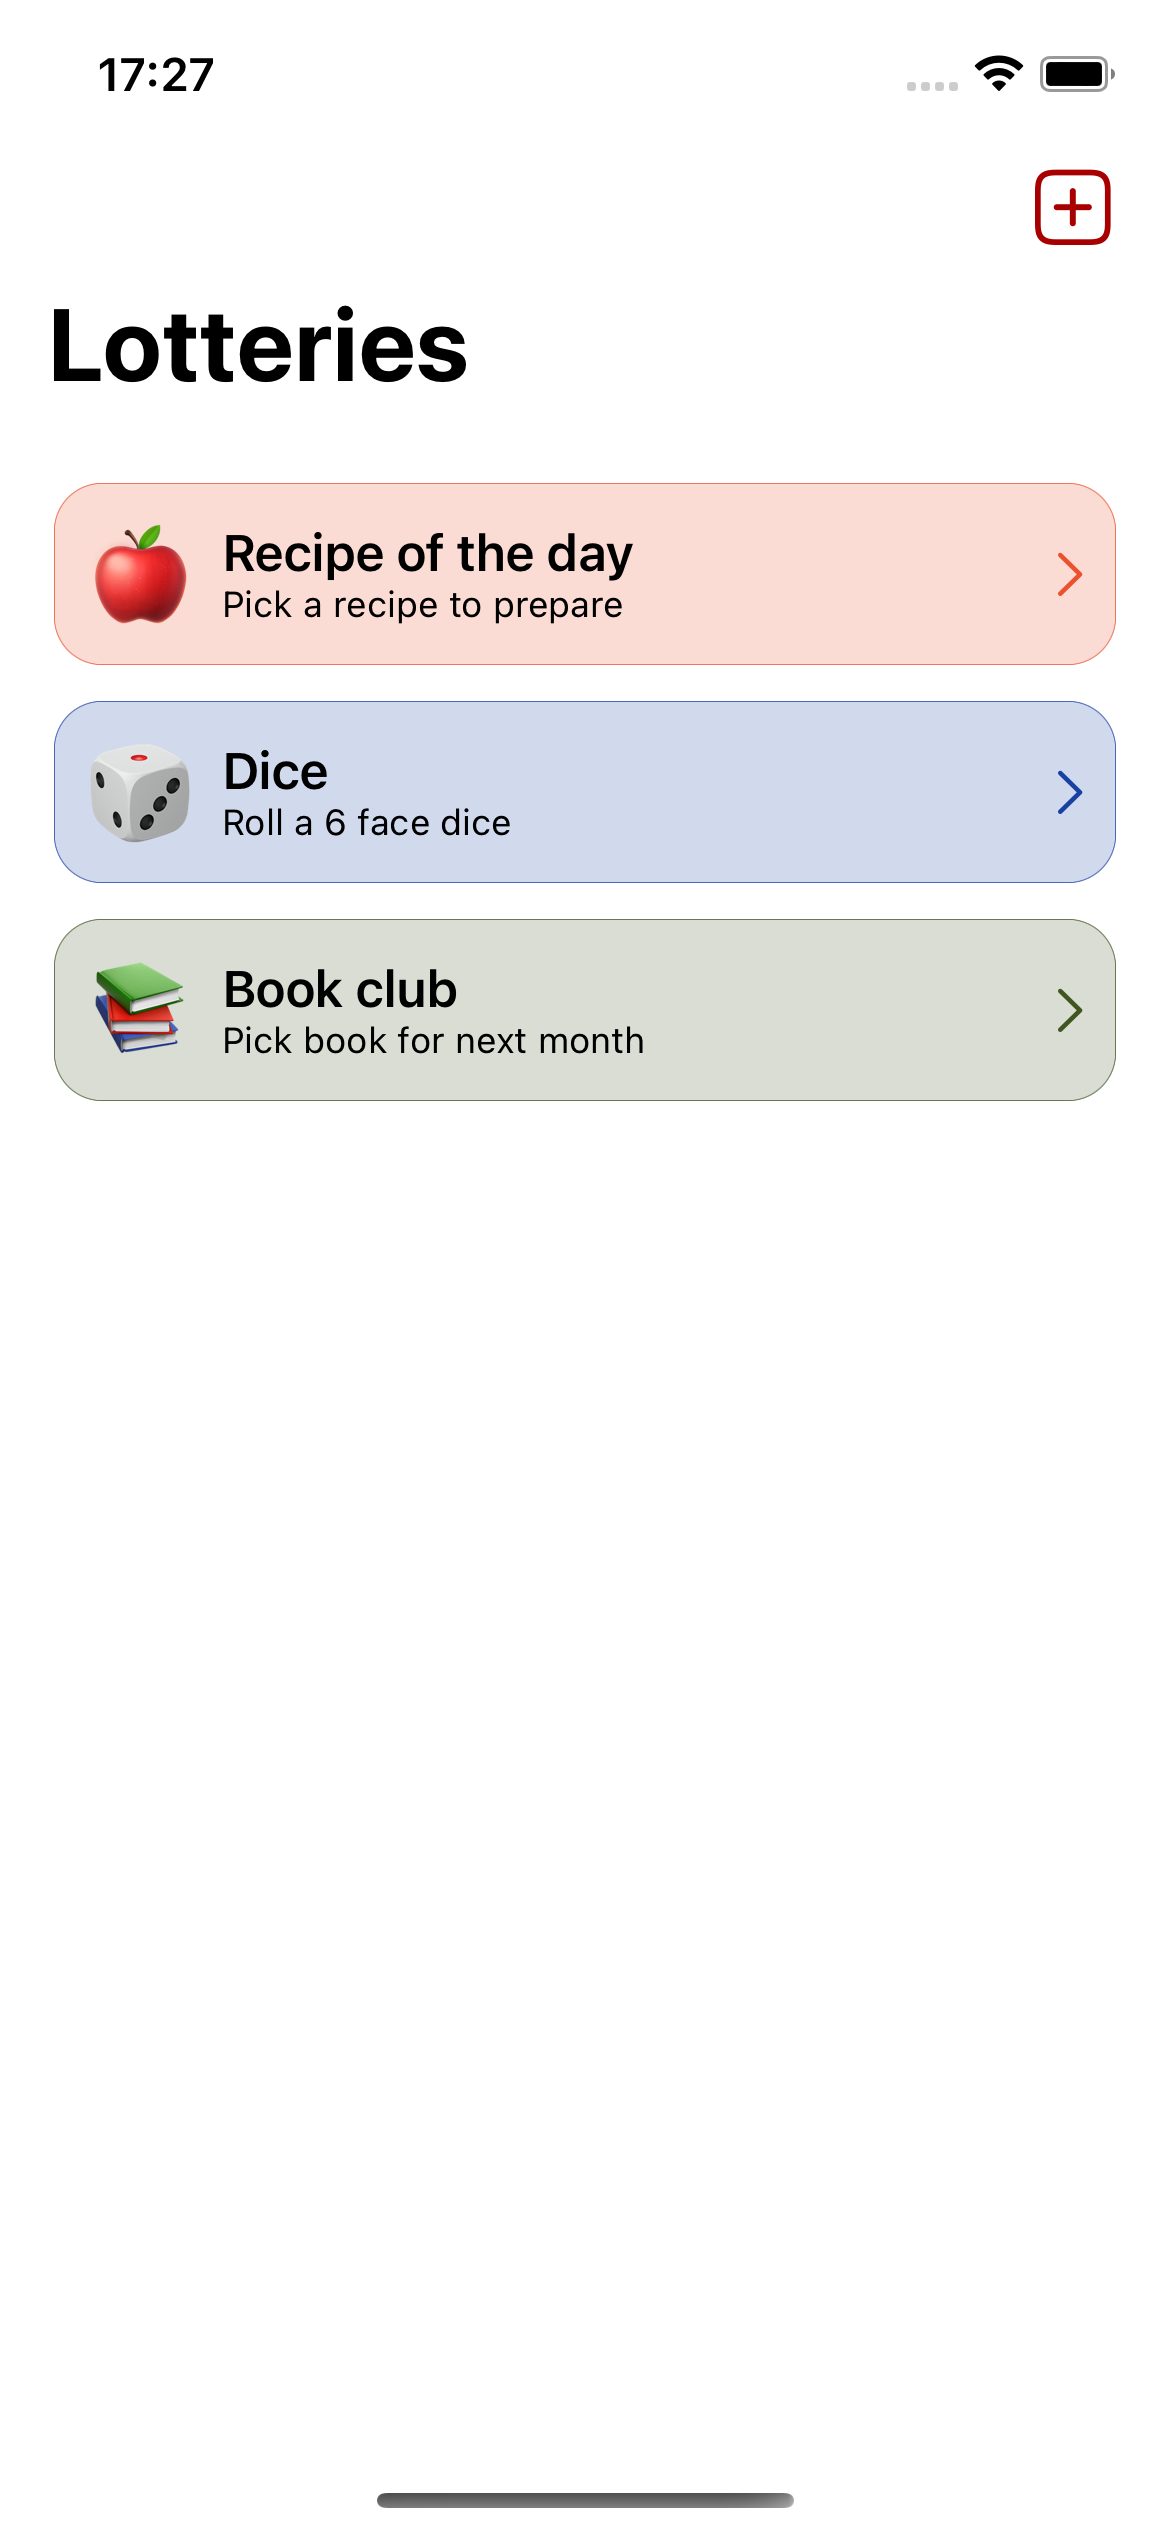 17:27
Lotteries
Recipe of the day
Pick a recipe to prepare
Dice
Roll a 6 face dice
Book club
Pick book for next month